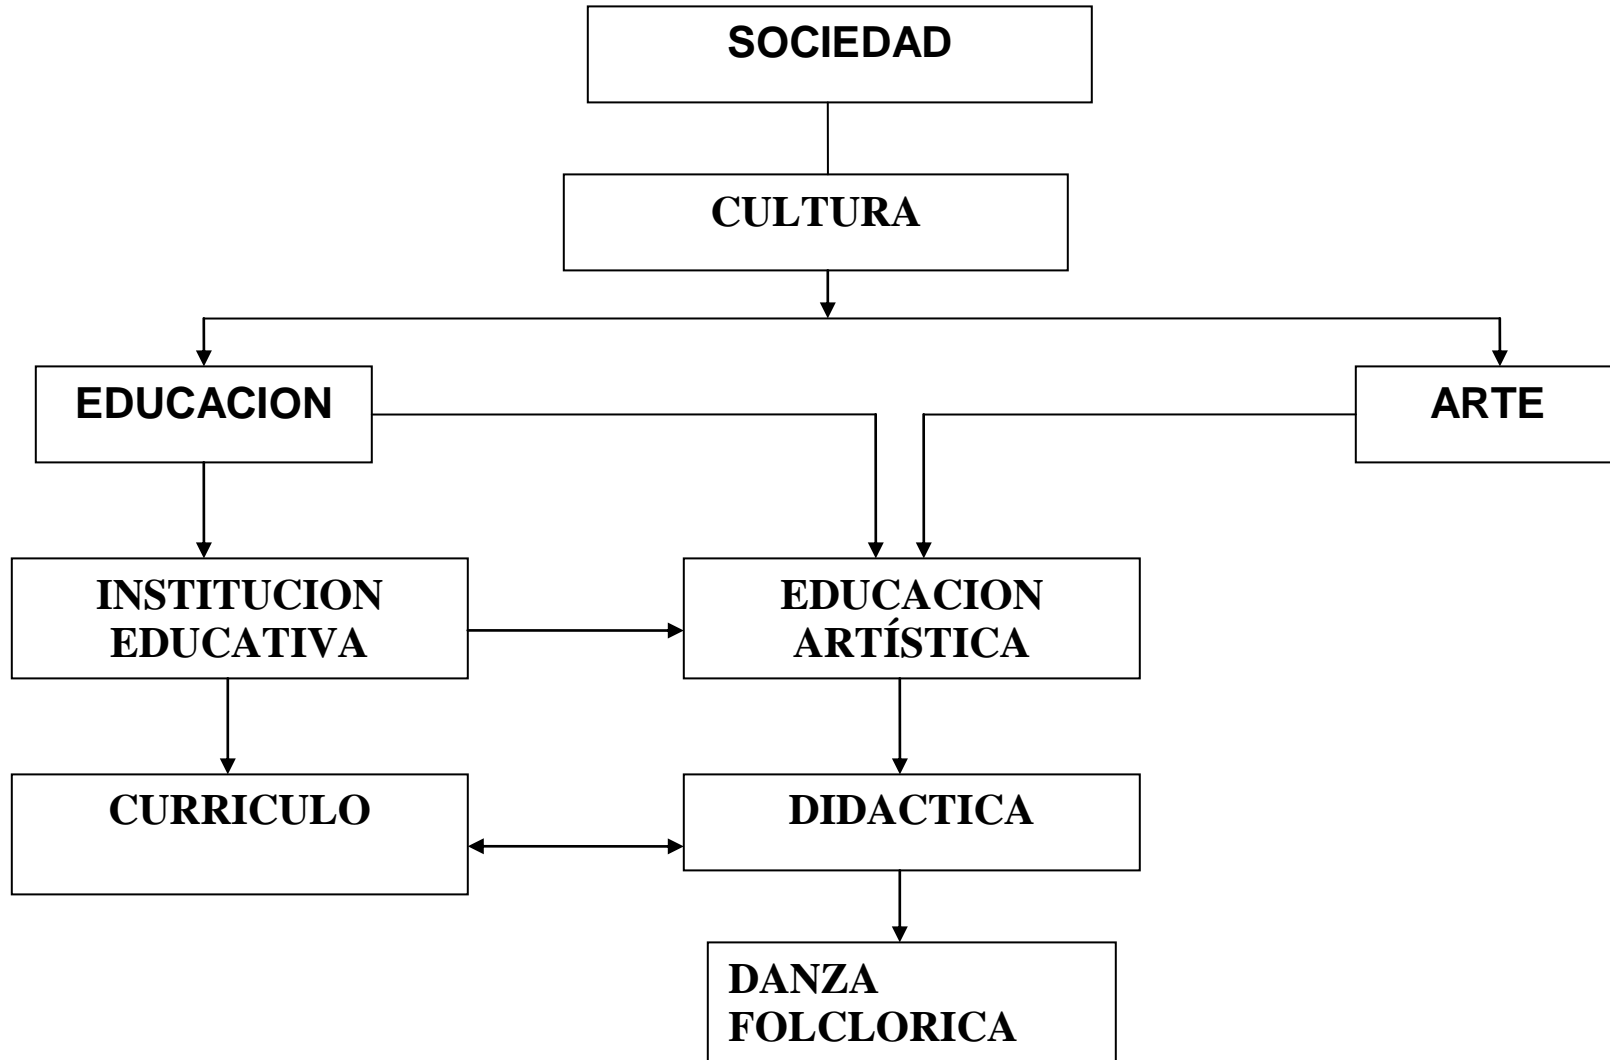 SOCIEDAD
CULTURA
EDUCACION
ARTE
INSTITUCION
EDUCATIVA
EDUCACION
ARTÍSTICA
CURRICULO
DIDACTICA
DANZA
FOLCLORICA